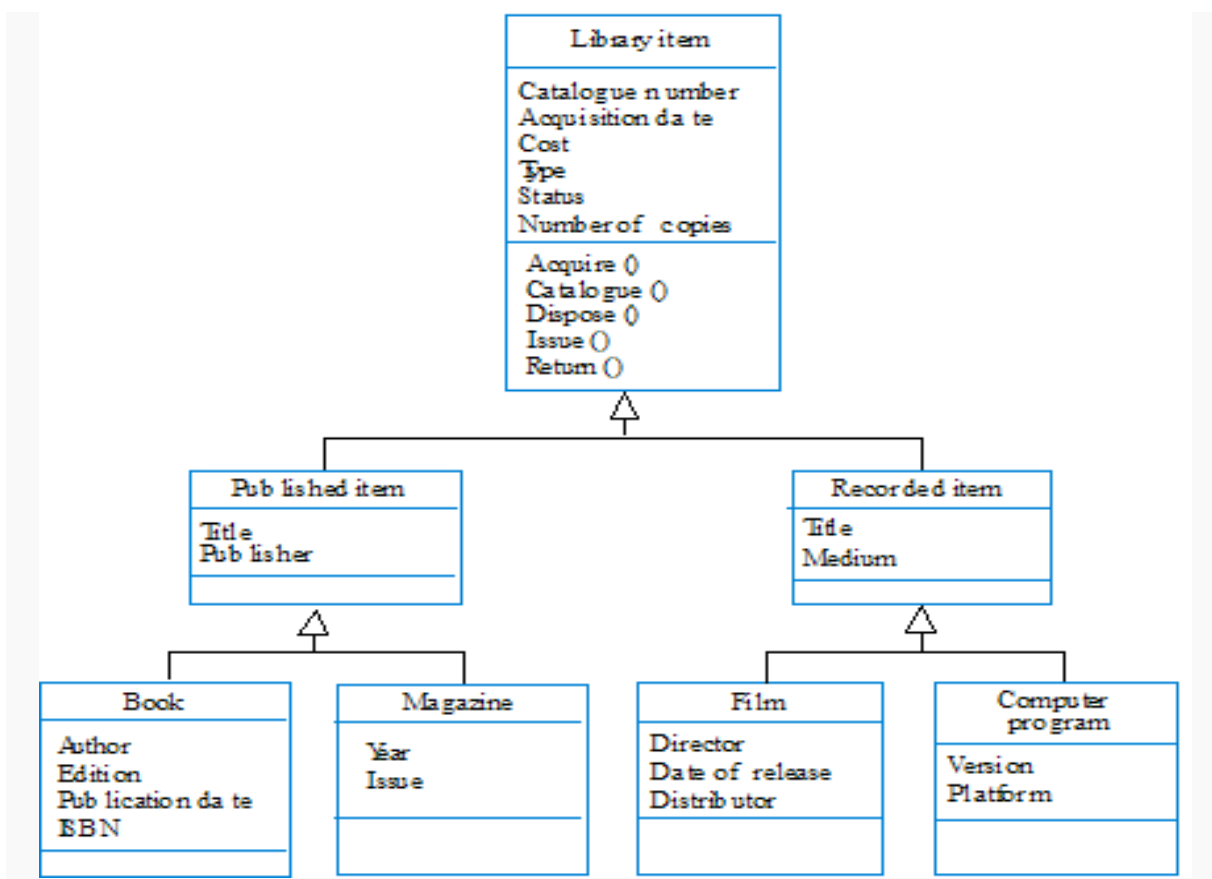 Library item
Catalogue number
Acquisition date
Cost
Type
Status
Number of copies
Acquire ()
Catalogue ()
Dispose ()
Issue ()
Return ()
Published item
Title
Publisher
Recorded item
Title
Medium
Book
Author
Edition
Publication date
ISBN
Magazine
Year
Issue
Film
Director
Date of release
Distributor
Computer
program
Version
Platform